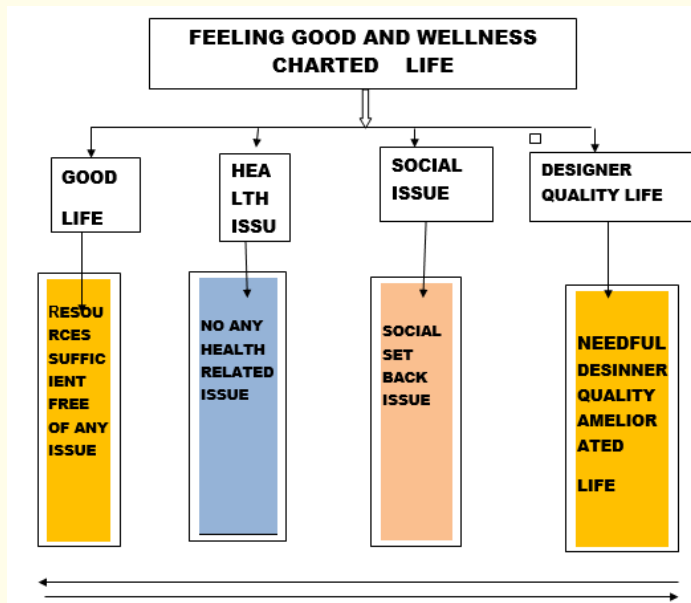 FEELING GOOD AND WELLNESS
CHARTED LIFE
GOOD
LIFE
HEA
LTH
ISSU
SOCIAL
ISSUE
DESIGNER
QUALITY LIFE
RESOU
RCES
SUFFIC
IENT
FREE
OF ANY
ISSUE
NO ANY
HEALTH
RELATED
ISSUE
SOCIAL
SET
BACK
ISSUE
NEEDFUL
DESINNER
QUALITY
AMELIOR
ATED
LIFE